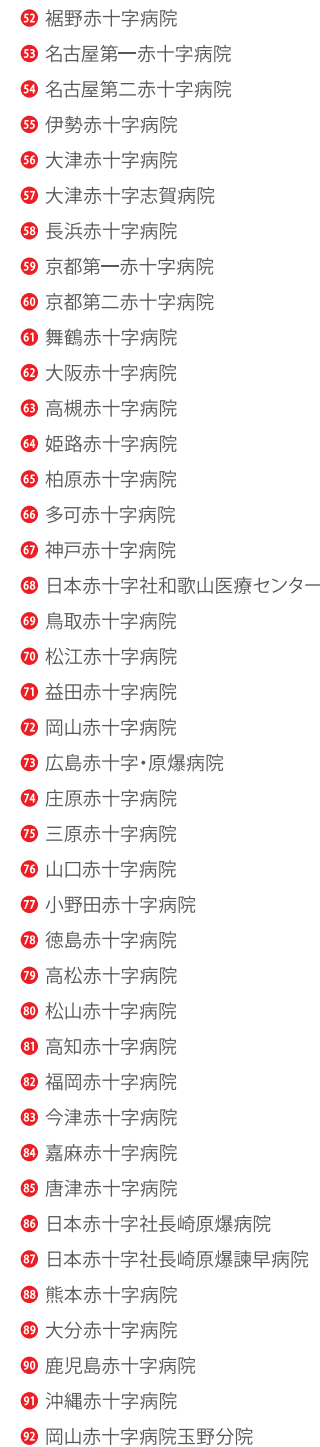 52 裾野赤十字病院
53 名古屋第一赤十字病院
54 名古屋第二赤十字病院
55 伊勢赤十字病院
56 大津赤十字病院
57 大津赤十字志賀病院
58 長浜赤十字病院
59 京都第一赤十字病院
60 京都第二赤十字病院
61 舞鶴赤十字病院
62 大阪赤十字病院
63 高槻赤十字病院
64 姫路赤十字病院
65 柏原赤十字病院
66 多可赤十字病院
67 神戸赤十字病院
68 日本赤十字社和歌山医療センター
69 鳥取赤十字病院
70 松江赤十字病院
71 益田赤十字病院
72 岡山赤十字病院
73 広島赤十字・原爆病院
74 庄原赤十字病院
75 三原赤十字病院
76 山口赤十字病院
77 小野田赤十字病院
78 徳島赤十字病院
79 高松赤十字病院
80 松山赤十字病院
81 高知赤十字病院
82 福岡赤十字病院
83 今津赤十字病院
84 嘉麻赤十字病院
85 唐津赤十字病院
86 日本赤十字社長崎原爆病院
87 日本赤十字社長崎原爆諫早病院
88 熊本赤十字病院
89 大分赤十字病院
90 鹿児島赤十字病院
91 沖縄赤十字病院
92 岡山赤十字病院玉野分院